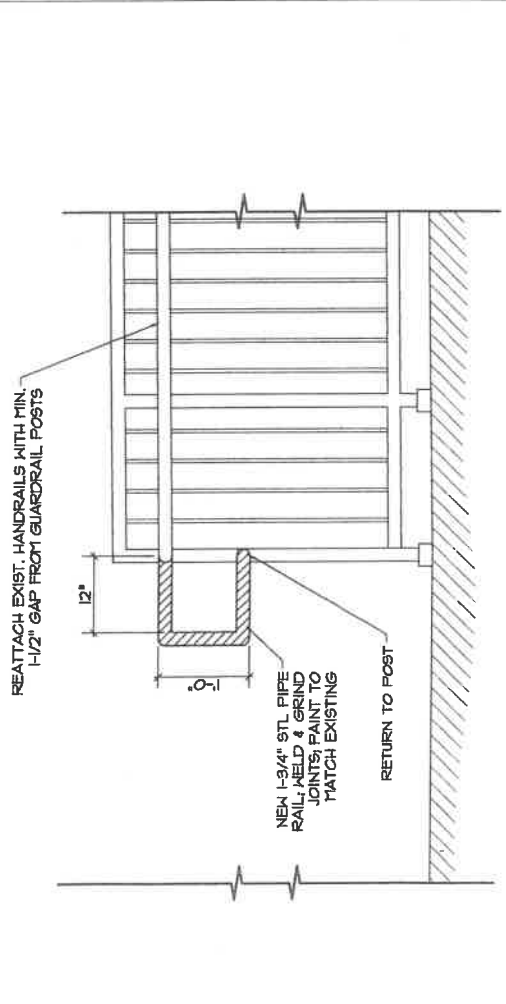 REATTACH EXIST. HANDRAILS WITH MIN.
1-1/2" GAP FROM GUARDRAIL POSTS
12"
1'-0"
NEW 1-3/4" STL PIPE
RAIL; WELD & GRIND
JOINTS; PAINT TO
MATCH EXISTING
RETURN TO POST